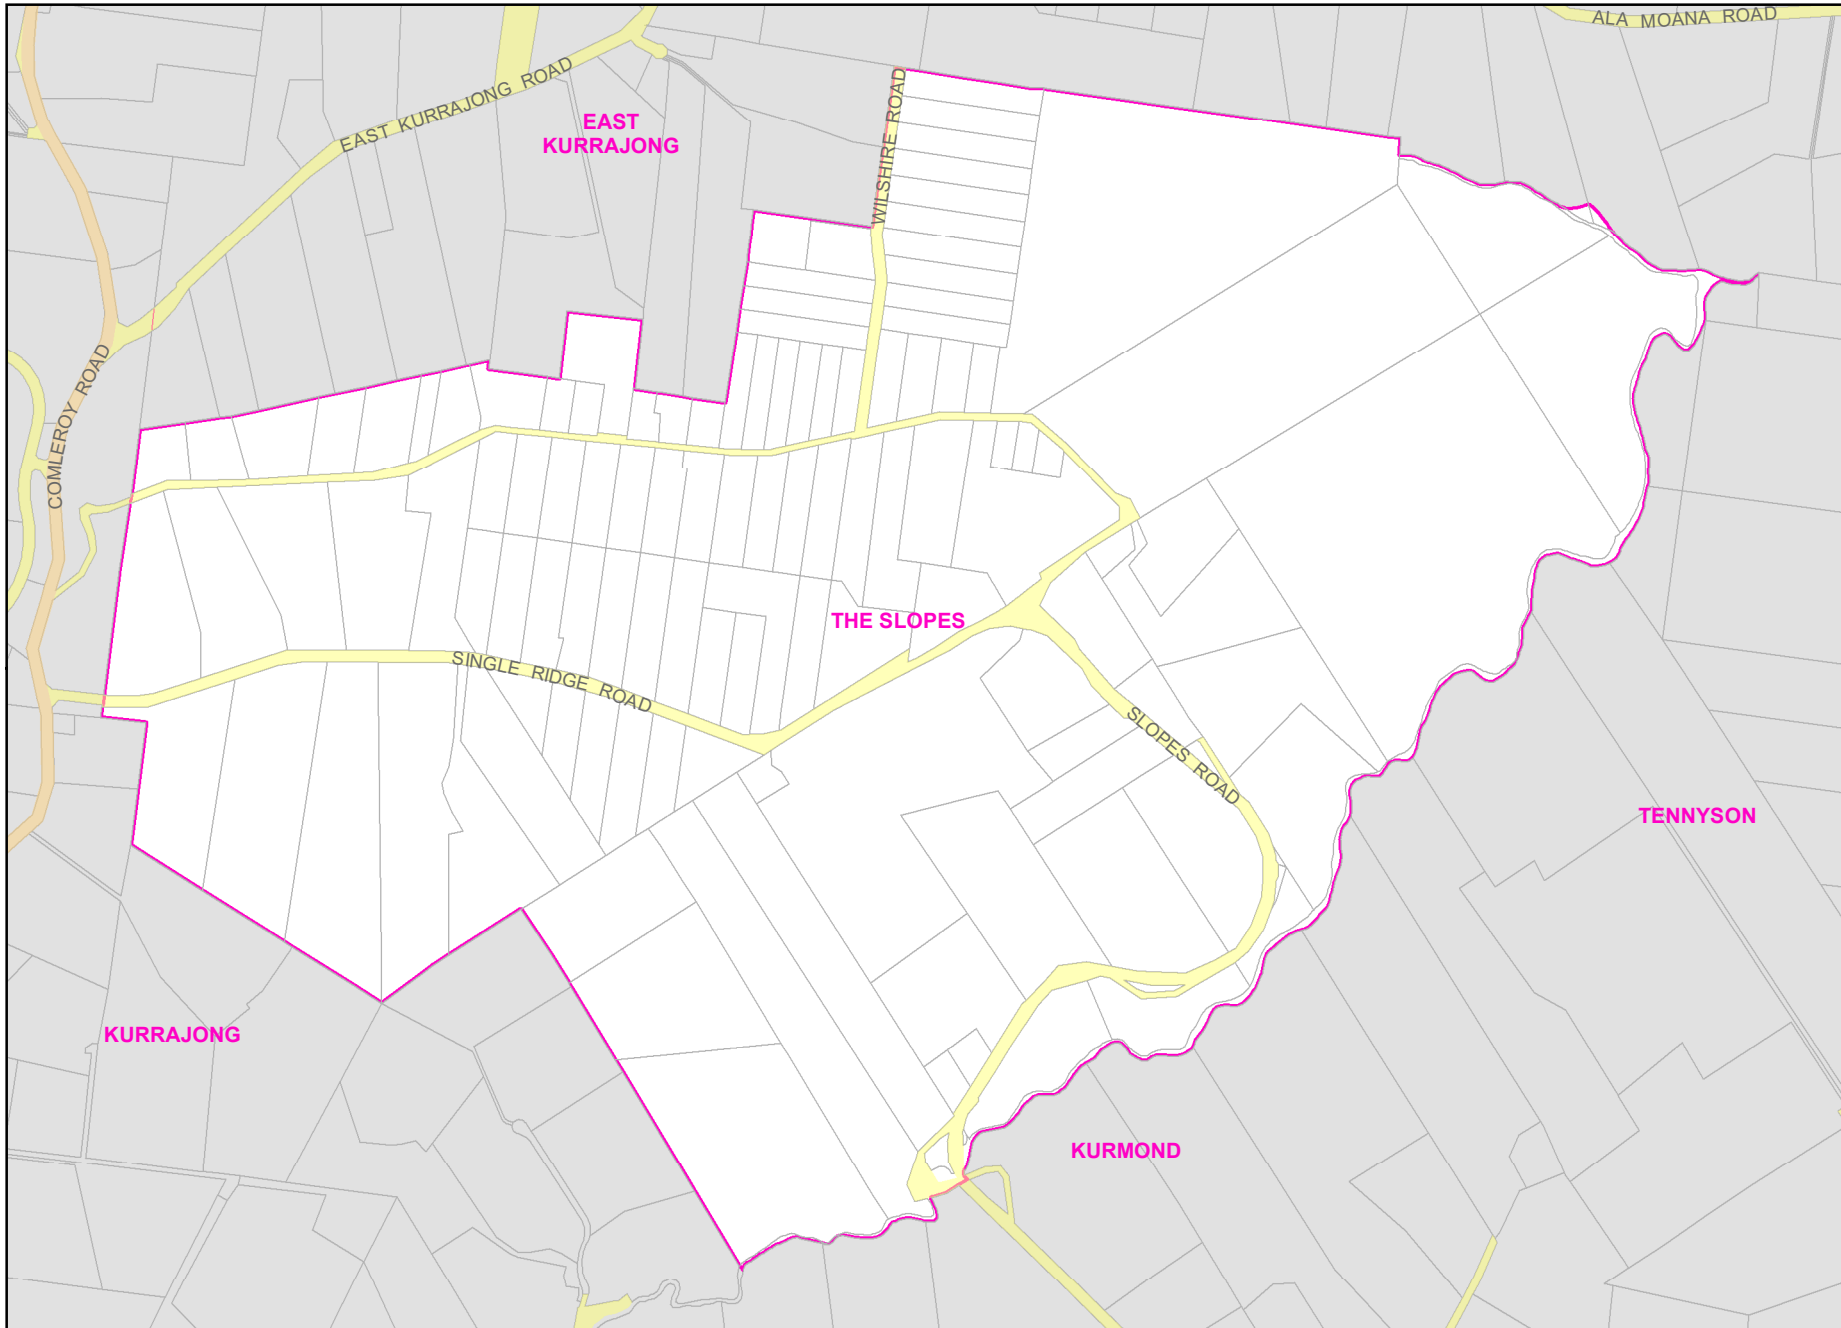 ALA MOANA ROAD
EAST KURRAJONG ROAD
EAST
KURRAJONG
WILSHIRE ROAD
COMLEROY ROAD
THE SLOPES
SINGLE RIDGE ROAD
SLOPES ROAD
TENNYSON
KURRAJONG
KURMOND